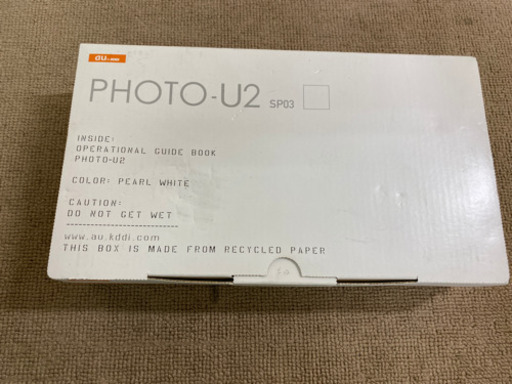 au
PHOTO-U2 SP03
INSIDE:
OPERATIONAL GUIDE BOOK
PHOTO-U2
COLOR: PEARL WHITE
CAUTION:
DO NOT GET WET
----------------------
www.au.kddi.com
THIS BOX IS MADE FROM RECYCLED PAPER